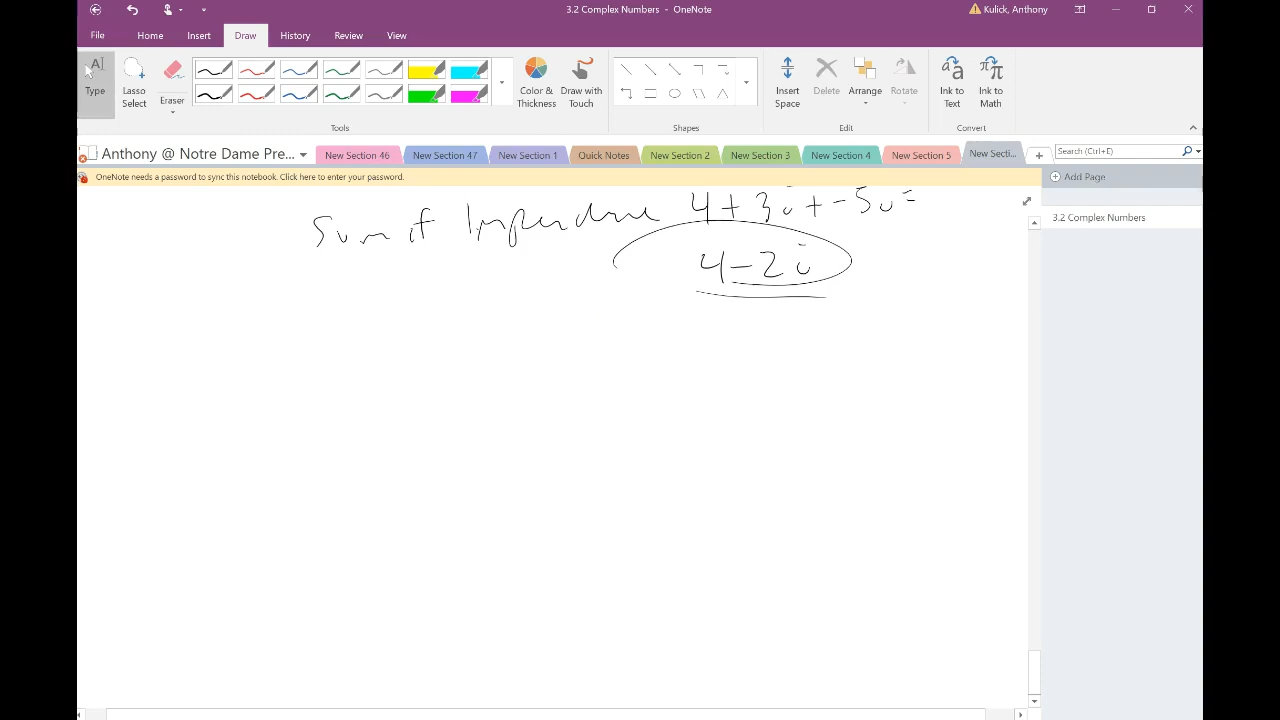 3.2 Complex Numbers - OneNote
Kulick, Anthony
File Home Insert Draw History Review View
Type
Lasso Select
Eraser
Color & Thickness
Draw with Touch
Insert Space
Delete
Arrange
Rotate
Ink to Text
Ink to Math
Tools Shapes Edit Convert
Anthony @ Notre Dame Pre... New Section 46 New Section 47 New Section 1 Quick Notes New Section 2 New Section 3 New Section 4 New Section 5 New Secti... Search (Ctrl+E)
OneNote needs a password to sync this notebook. Click here to enter your password.
Add Page
3.2 Complex Numbers
Sum of 4+3i+-5i=
4-2i